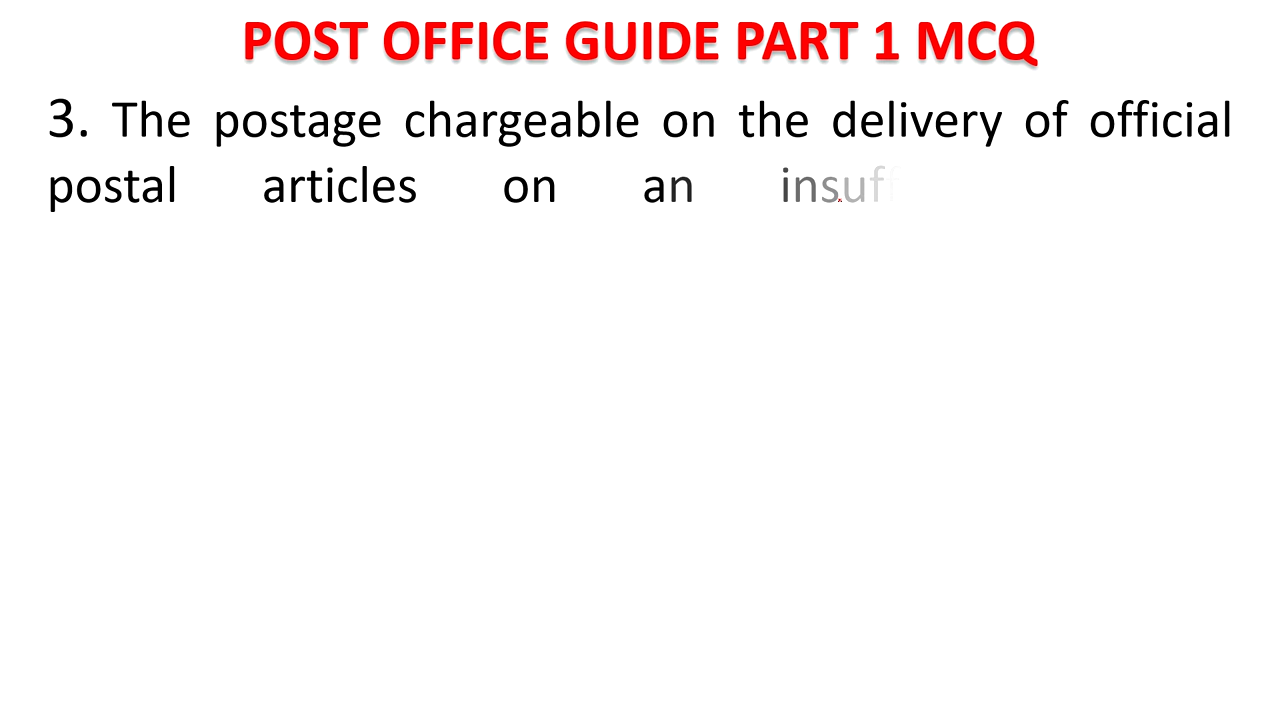 POST OFFICE GUIDE PART 1 MCQ
3. The postage chargeable on the delivery of official
postal articles on an